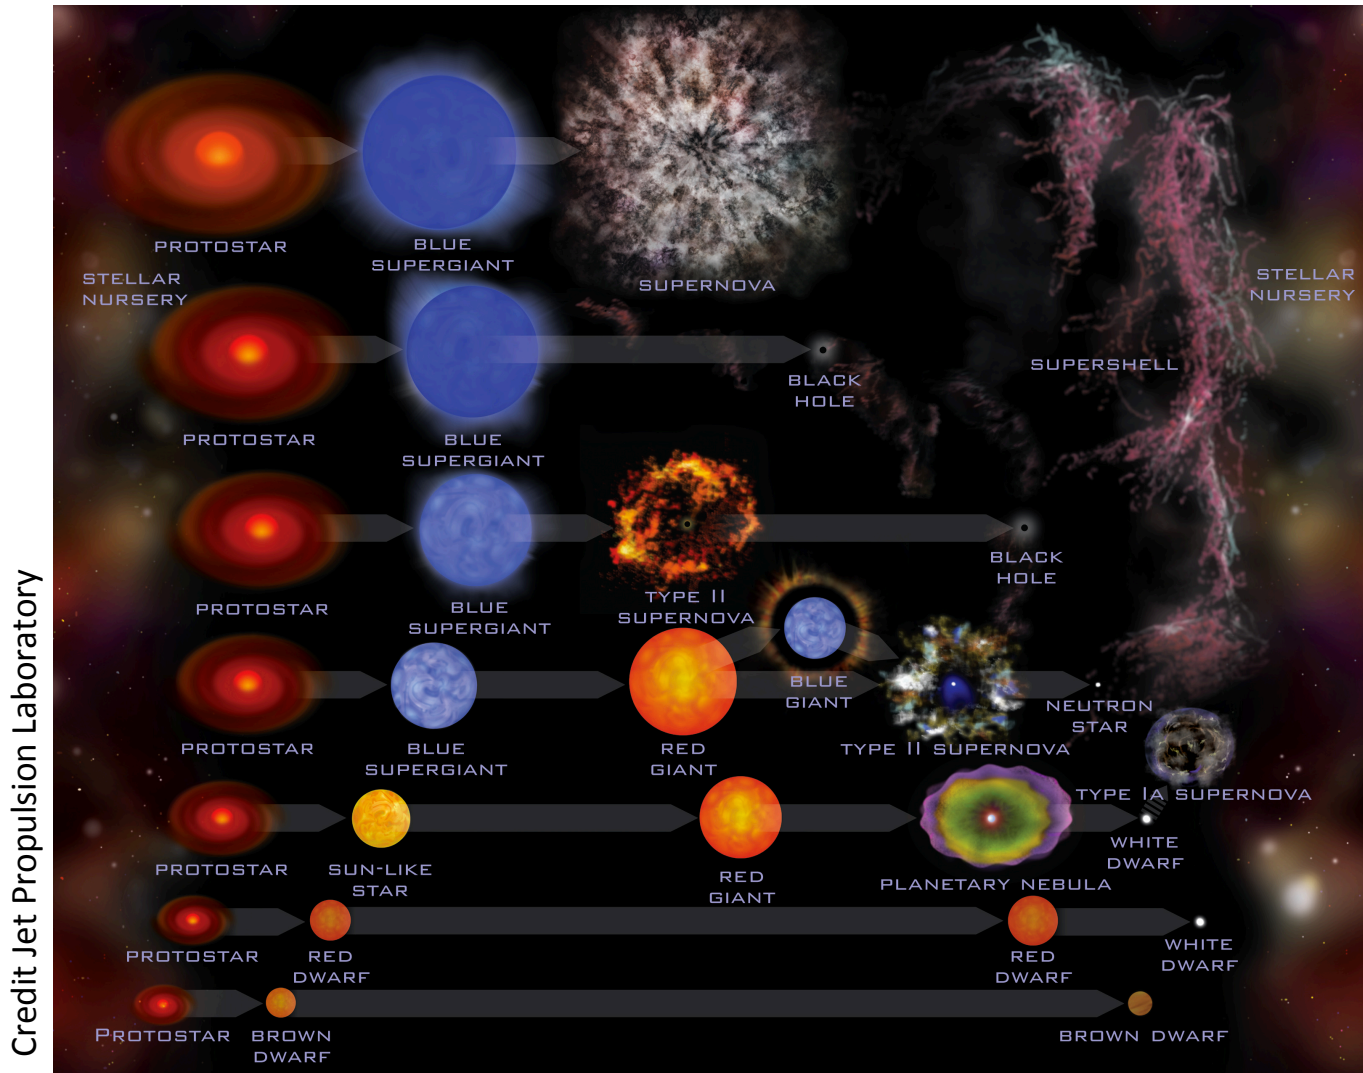 Credit Jet Propulsion Laboratory
PROTOSTAR
BLUE
SUPERGIANT
SUPERNOVA
STELLAR
NURSERY
STELLAR
NURSERY
PROTOSTAR
BLUE
SUPERGIANT
BLACK
HOLE
SUPERSHELL
PROTOSTAR
BLUE
SUPERGIANT
TYPE II
SUPERNOVA
BLACK
HOLE
PROTOSTAR
BLUE
SUPERGIANT
RED
GIANT
BLUE
GIANT
TYPE II SUPERNOVA
NEUTRON
STAR
TYPE IA SUPERNOVA
PROTOSTAR
SUN-LIKE
STAR
RED
GIANT
PLANETARY NEBULA
WHITE
DWARF
PROTOSTAR
RED
DWARF
RED
DWARF
WHITE
DWARF
PROTOSTAR
BROWN
DWARF
BROWN DWARF